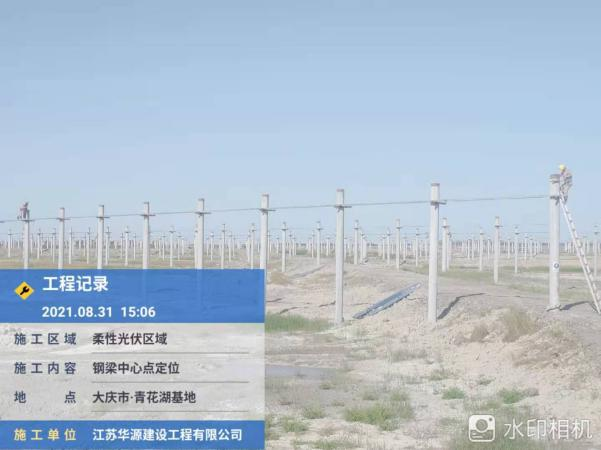 工程记录
2021.08.31 15:06
施工区域 柔性光伏区域
施工内容 钢梁中心点定位
地点 大庆市·青花湖基地
施工单位 江苏华源建设工程有限公司
水印相机